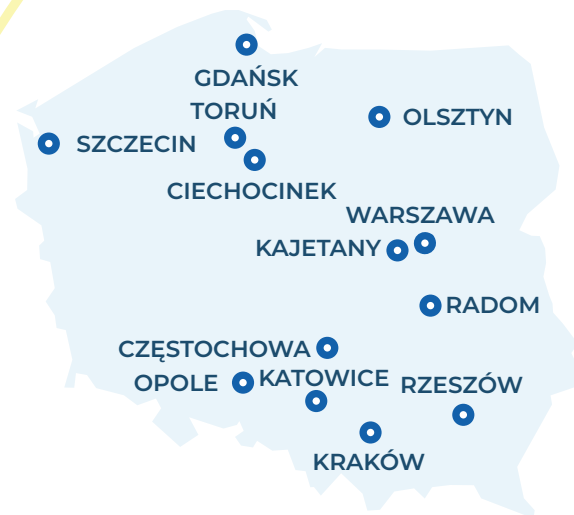 GDAŃSK
TORUŃ
OLSZTYN
SZCZECIN
CIECHOCINEK
WARSZAWA
KAJETANY
RADOM
CZĘSTOCHOWA
OPOLE
KATOWICE
RZESZÓW
KRAKÓW